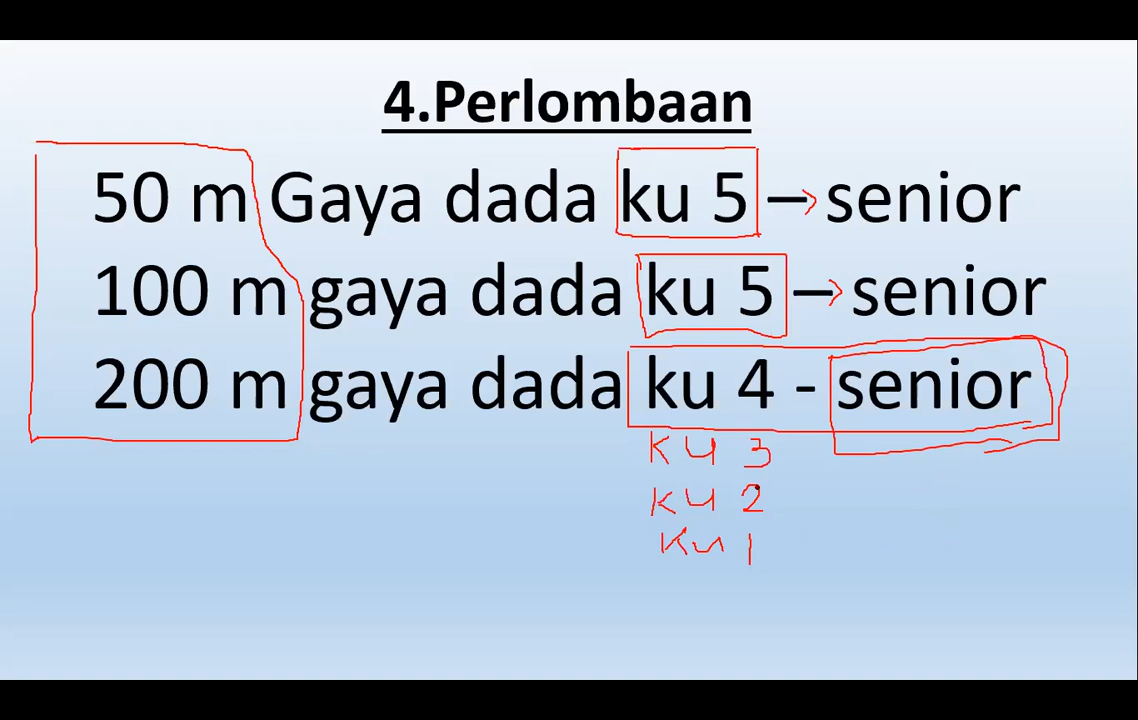 4.Perlombaan
50 m Gaya dada ku 5 – senior
100 m gaya dada ku 5 – senior
200 m gaya dada ku 4 - senior
KU 3
KU 2
Ku 1